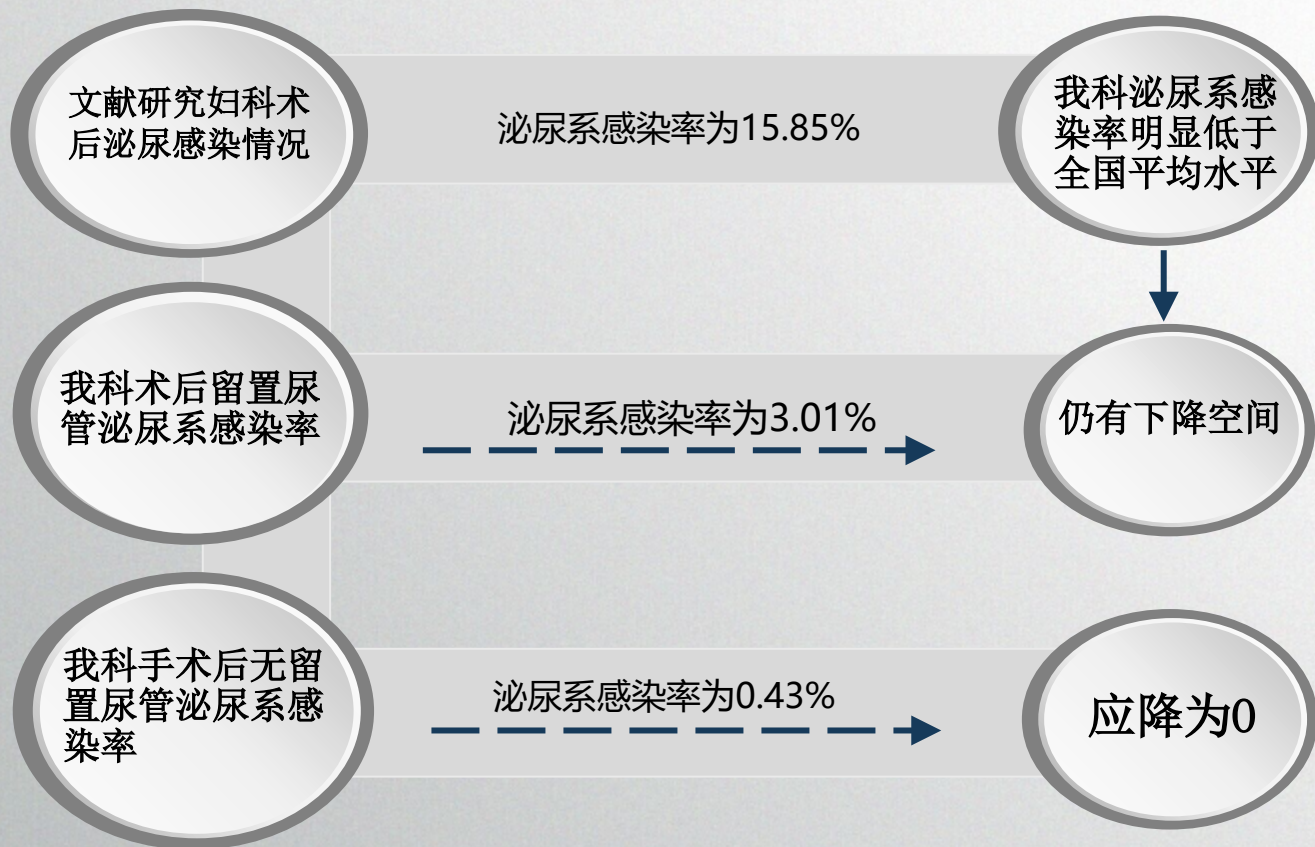 文献研究妇科术
后泌尿感染情况
泌尿系感染率为15.85%
我科泌尿系感
染率明显低于
全国平均水平
我科术后留置尿
管泌尿系感染率
泌尿系感染率为3.01%
仍有下降空间
我科手术后无留
置尿管泌尿系感
染率
泌尿系感染率为0.43%
应降为0